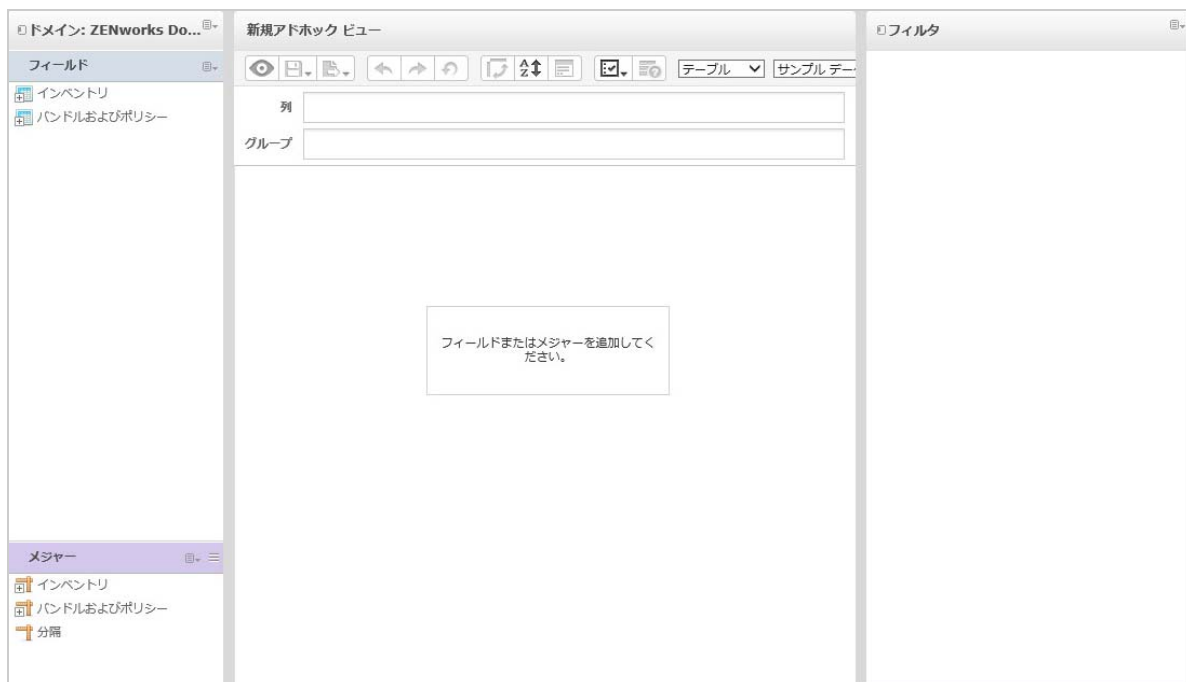 ドメイン: ZENworks Do...
フィールド
インベントリ
バンドルおよびポリシー
メジャー
インベントリ
バンドルおよびポリシー
分隔
新規アドホック ビュー
テーブル
サンプル データ
列
グループ
フィールドまたはメジャーを追加してく
ださい。
フィルタ